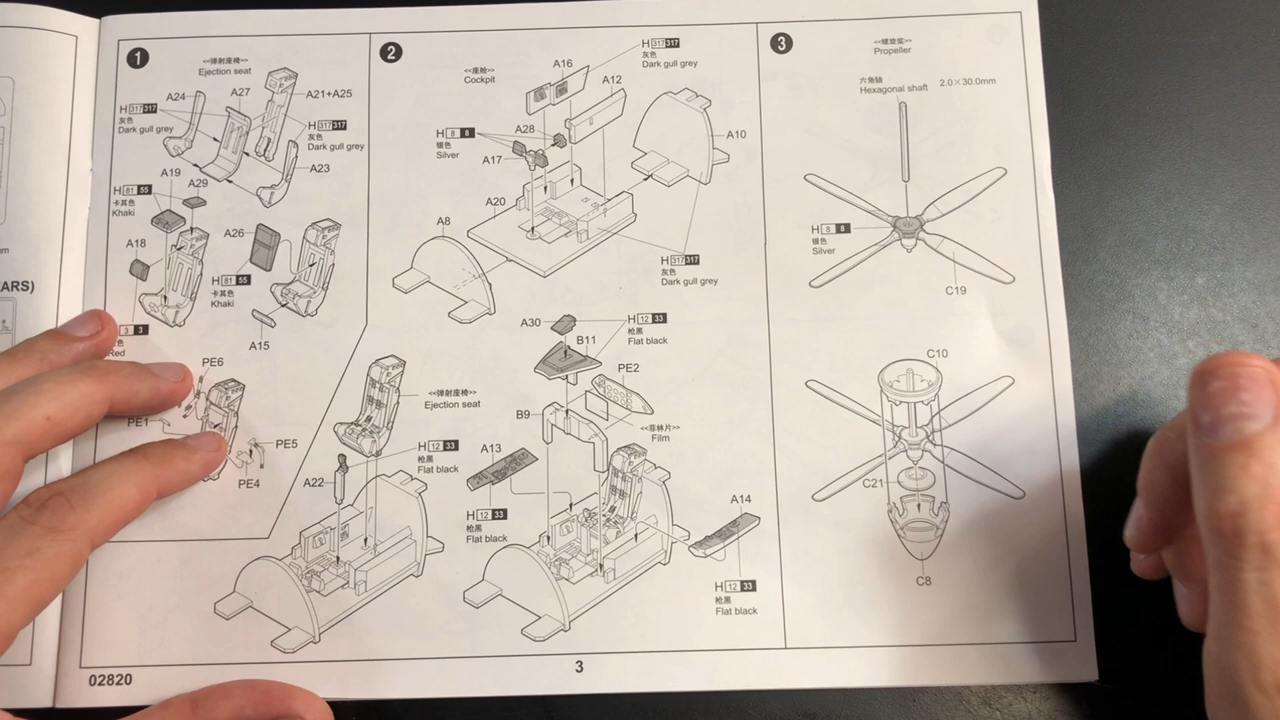 ARS)
m
1
<<弹射座椅>>
Ejection seat
A24
A27
A21+A25
H 317 317
灰色
Dark gull grey
H 317 317
灰色
Dark gull grey
A23
A19
A29
H 81 55
卡其色
Khaki
A18
A26
H 81 55
卡其色
Khaki
3 3
色
Red
A15
PE6
PE1
PE5
PE4
2
<<座舱>>
Cockpit
H 317 317
灰色
Dark gull grey
A16
A12
A28
H 8 8
银色
Silver
A17
A10
A20
A8
H 317 317
灰色
Dark gull grey
A30
H 12 33
枪黑
Flat black
B11
PE2
B9
<<菲林片>>
Film
<<弹射座椅>>
Ejection seat
A13
H 12 33
枪黑
Flat black
A22
H 12 33
枪黑
Flat black
A14
H 12 33
枪黑
Flat black
3
<<螺旋桨>>
Propeller
六角轴
Hexagonal shaft 2.0×30.0mm
H 8 8
银色
Silver
C19
C10
C21
C8
02820
3